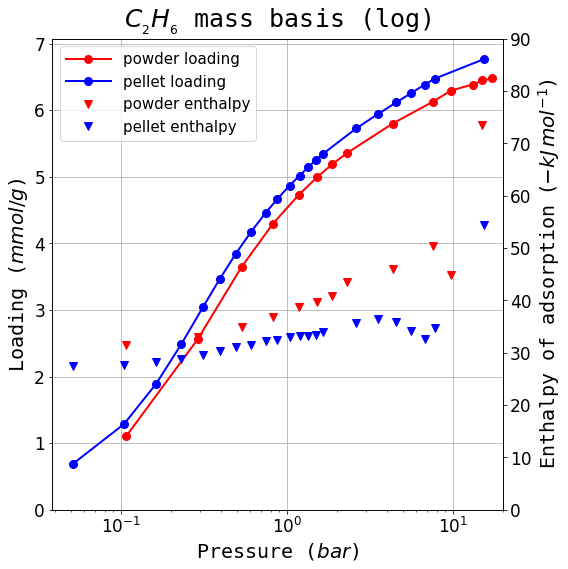 C₂H₆ mass basis (log)
powder loading
pellet loading
powder enthalpy
pellet enthalpy
Loading (mmol/g)
7
6
5
4
3
2
1
0
90
80
70
60
50
40
30
20
10
0
Enthalpy of adsorption (−kJ mol⁻¹)
10⁻¹ 10⁰ 10¹
Pressure (bar)